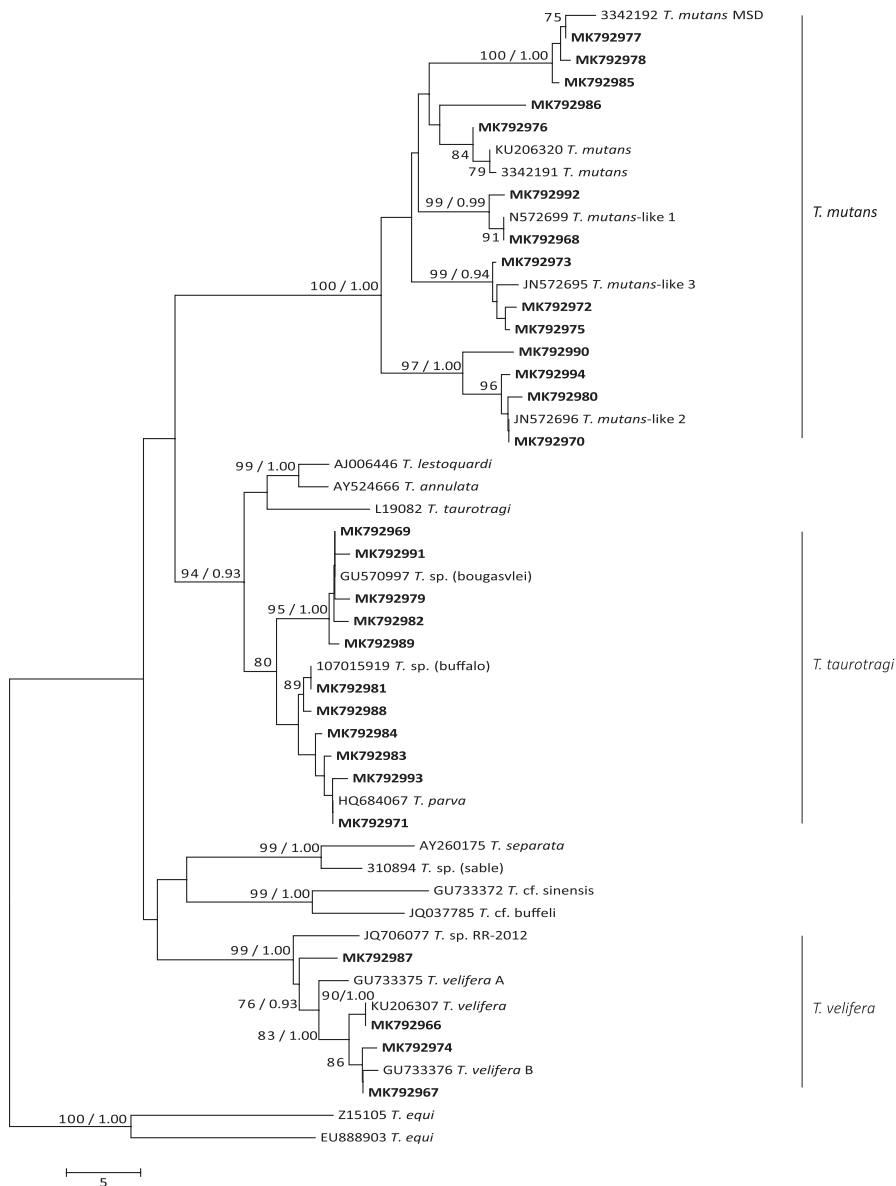 75
3342192 T. mutans MSD
MK792977
100 / 1.00
MK792978
MK792985
MK792986
MK792976
84
KU206320 T. mutans
79
3342191 T. mutans
MK792992
99 / 0.99
N572699 T. mutans-like 1
91
MK792968
T. mutans
MK792973
99 / 0.94
JN572695 T. mutans-like 3
100 / 1.00
MK792972
MK792975
MK792990
97 / 1.00
MK792994
96
MK792980
JN572696 T. mutans-like 2
MK792970
AJ006446 T. lestoquardi
99 / 1.00
AY524666 T. annulata
L19082 T. taurotragi
MK792969
MK792991
94 / 0.93
GU570997 T. sp. (bougasvlei)
MK792979
95 / 1.00
MK792982
MK792989
80
107015919 T. sp. (buffalo)
89
MK792981
T. taurotragi
MK792988
MK792984
MK792983
MK792993
HQ684067 T. parva
MK792971
AY260175 T. separata
99 / 1.00
310894 T. sp. (sable)
GU733372 T. cf. sinensis
99 / 1.00
JQ037785 T. cf. buffeli
JQ706077 T. sp. RR-2012
99 / 1.00
MK792987
GU733375 T. velifera A
76 / 0.93
90/1.00
KU206307 T. velifera
T. velifera
MK792966
83 / 1.00
MK792974
86
GU733376 T. velifera B
MK792967
Z15105 T. equi
100 / 1.00
EU888903 T. equi
5